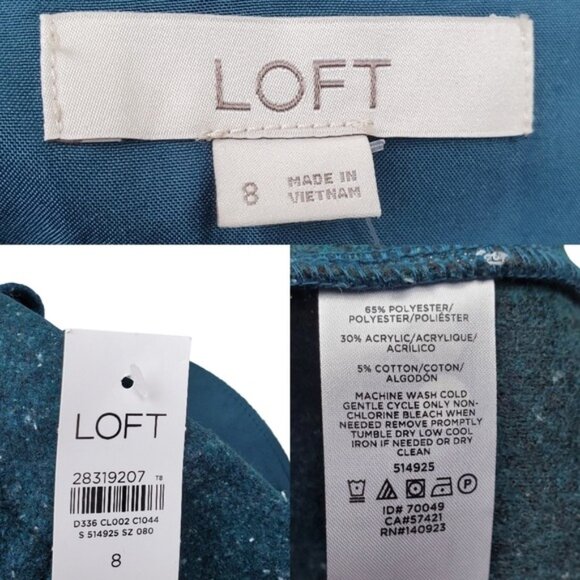 LOFT
8
MADE IN
VIETNAM
LOFT
28319207 TB
D336 CL002 C1044
S 514925 SZ 080
8
65% POLYESTER/
POLYESTER/POLIÉSTER
30% ACRYLIC/ACRYLIQUE/
ACRÍLICO
5% COTTON/COTON/
ALGODÓN
MACHINE WASH COLD
GENTLE CYCLE ONLY NON-
CHLORINE BLEACH WHEN
NEEDED REMOVE PROMPTLY
TUMBLE DRY LOW COOL
IRON IF NEEDED OR DRY
CLEAN
514925
ID# 70049
CA#57421
RN#140923